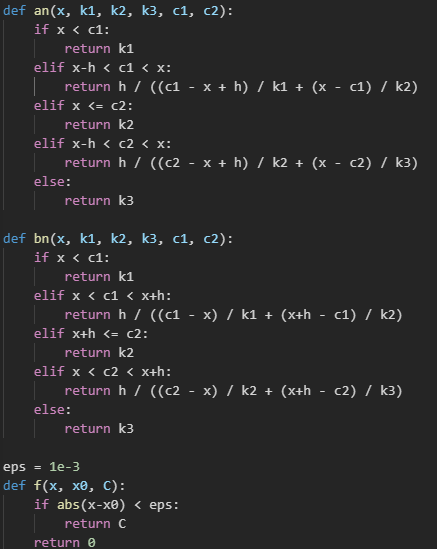 def an(x, k1, k2, k3, c1, c2):
    if x < c1:
        return k1
    elif x-h < c1 < x:
        return h / ((c1 - x + h) / k1 + (x - c1) / k2)
    elif x <= c2:
        return k2
    elif x-h < c2 < x:
        return h / ((c2 - x + h) / k2 + (x - c2) / k3)
    else:
        return k3

def bn(x, k1, k2, k3, c1, c2):
    if x < c1:
        return k1
    elif x < c1 < x+h:
        return h / ((c1 - x) / k1 + (x+h - c1) / k2)
    elif x+h <= c2:
        return k2
    elif x < c2 < x+h:
        return h / ((c2 - x) / k2 + (x+h - c2) / k3)
    else:
        return k3

eps = 1e-3
def f(x, x0, C):
    if abs(x-x0) < eps:
        return C
    return 0